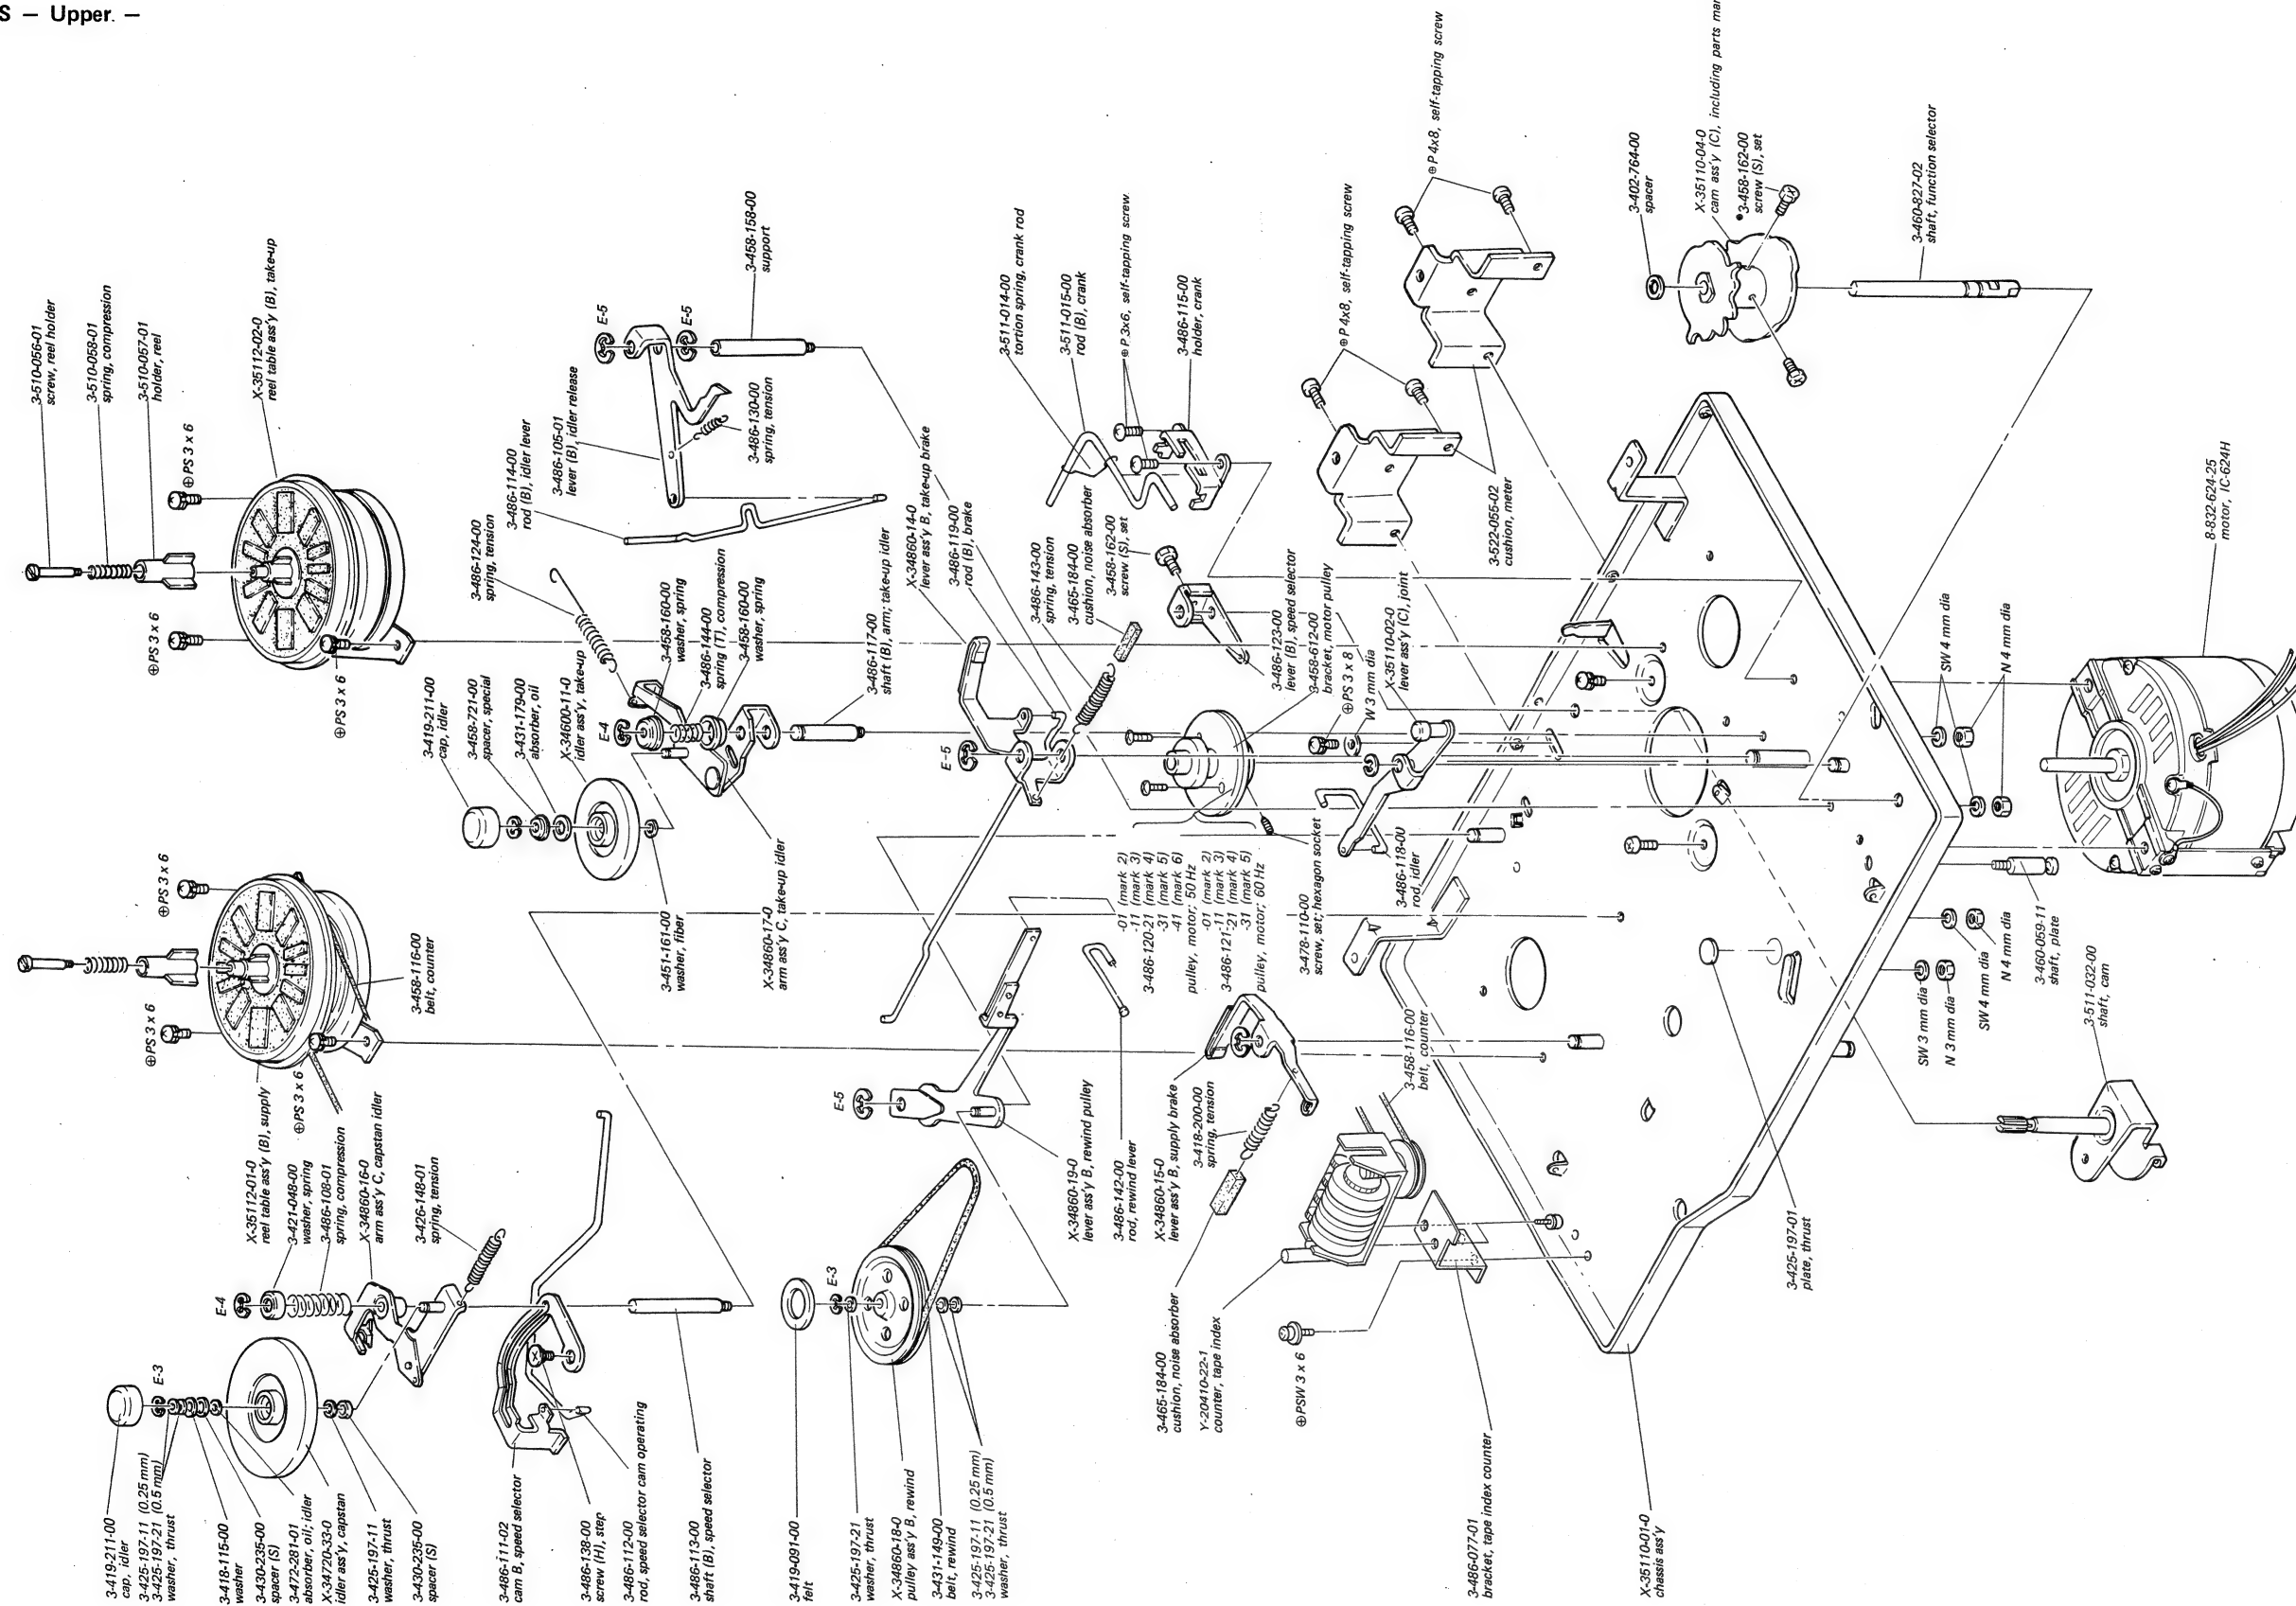 S — Upper. —
3-510-056-01
screw, reel holder
3-510-058-01
spring, compression
3-510-057-01
holder, reel
⊕PS 3 x 6
X-35112-02-0
reel table ass'y (B), take-up
⊕PS 3 x 6
⊕PS 3 x 6
E-5
E-5
3-458-158-00
support
3-486-105-01
lever (B), idler release
3-486-130-00
spring, tension
3-486-114-00
rod (B), idler lever
3-486-124-00
spring, tension
3-419-211-00
cap, idler
3-458-721-00
spacer, special
3-431-179-00
absorber, oil
X-34600-11-0
idler ass'y, take-up
E-4
3-458-160-00
washer, spring
3-486-144-00
spring (T), compression
3-458-160-00
washer, spring
3-486-117-00
shaft (B), arm; take-up idler
3-451-161-00
washer, fiber
X-34860-17-0
arm ass'y C, take-up idler
X-34860-14-0
lever ass'y B, take-up brake
3-486-119-00
rod (B), brake
E-5
3-486-143-00
spring, tension
3-465-184-00
cushion, noise absorber
3-458-162-00
screw (S), set
3-511-014-00
tortion spring, crank rod
3-511-015-00
rod (B), crank
⊕P 3x6, self-tapping screw.
3-486-115-00
holder, crank
⊕P 4x8, self-tapping screw
⊕P 4x8, self-tapping screw
3-522-055-02
cushion, meter
3-486-123-00
lever (B), speed selector
3-458-612-00
bracket, motor pulley
⊕PS 3 x 8
W 3 mm dia
X-35110-02-0
lever ass'y (C), joint
3-402-764-00
spacer
X-35110-04-0
cam ass'y (C), including parts mar
●3-458-162-00
screw (S), set
3-460-827-02
shaft, function selector
8-832-624-25
motor, IC-624H
SW 4 mm dia
N 4 mm dia
3-460-059-11
shaft, plate
N 4 mm dia
SW 4 mm dia
N 3 mm dia
SW 3 mm dia
3-511-032-00
shaft, cam
3-425-197-01
plate, thrust
-01 (mark 2)
-11 (mark 3)
3-486-120-21 (mark 4)
-31 (mark 5)
-41 (mark 6)
pulley, motor; 50 Hz
-01 (mark 2)
3-486-121-11 (mark 3)
-21 (mark 4)
-31 (mark 5)
pulley, motor; 60 Hz
3-478-110-00
screw, set; hexagon socket
3-486-118-00
rod, idler
⊕PS 3 x 6
⊕PS 3 x 6
3-458-116-00
belt, counter
X-35112-01-0
reel table ass'y (B), supply
⊕PS 3 x 6
3-421-048-00
washer, spring
3-486-108-01
spring, compression
X-34860-16-0
arm ass'y C, capstan idler
3-426-148-01
spring, tension
E-4
E-5
X-34860-19-0
lever ass'y B, rewind pulley
3-486-142-00
rod, rewind lever
X-34860-15-0
lever ass'y B, supply brake
3-418-200-00
spring, tension
3-458-116-00
belt, counter
3-465-184-00
cushion, noise absorber
Y-20410-22-1
counter, tape index
⊕PSW 3 x 6
3-486-077-01
bracket, tape index counter
X-35110-01-0
chassis ass'y
E-3
3-419-211-00
cap, idler
3-425-197-11 (0.25 mm)
3-425-197-21 (0.5 mm)
washer, thrust
3-418-115-00
washer
3-430-235-00
spacer (S)
3-472-281-01
absorber, oil; idler
X-34720-33-0
idler ass'y, capstan
3-425-197-11
washer, thrust
3-430-235-00
spacer (S)
3-486-111-02
cam B, speed selector
3-486-138-00
screw (H), step
3-486-112-00
rod, speed selector cam operating
3-486-113-00
shaft (B), speed selector
3-419-091-00
felt
E-3
3-425-197-21
washer, thrust
X-34860-18-0
pulley ass'y B, rewind
3-431-149-00
belt, rewind
3-425-197-11 (0.25 mm)
3-425-197-21 (0.5 mm)
washer, thrust